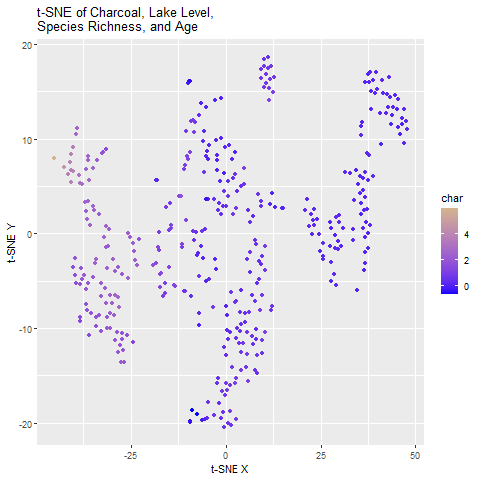 t-SNE of Charcoal, Lake Level,
Species Richness, and Age
20
10
0
-10
-20
t-SNE Y
-25
0
25
50
t-SNE X
char
4
2
0